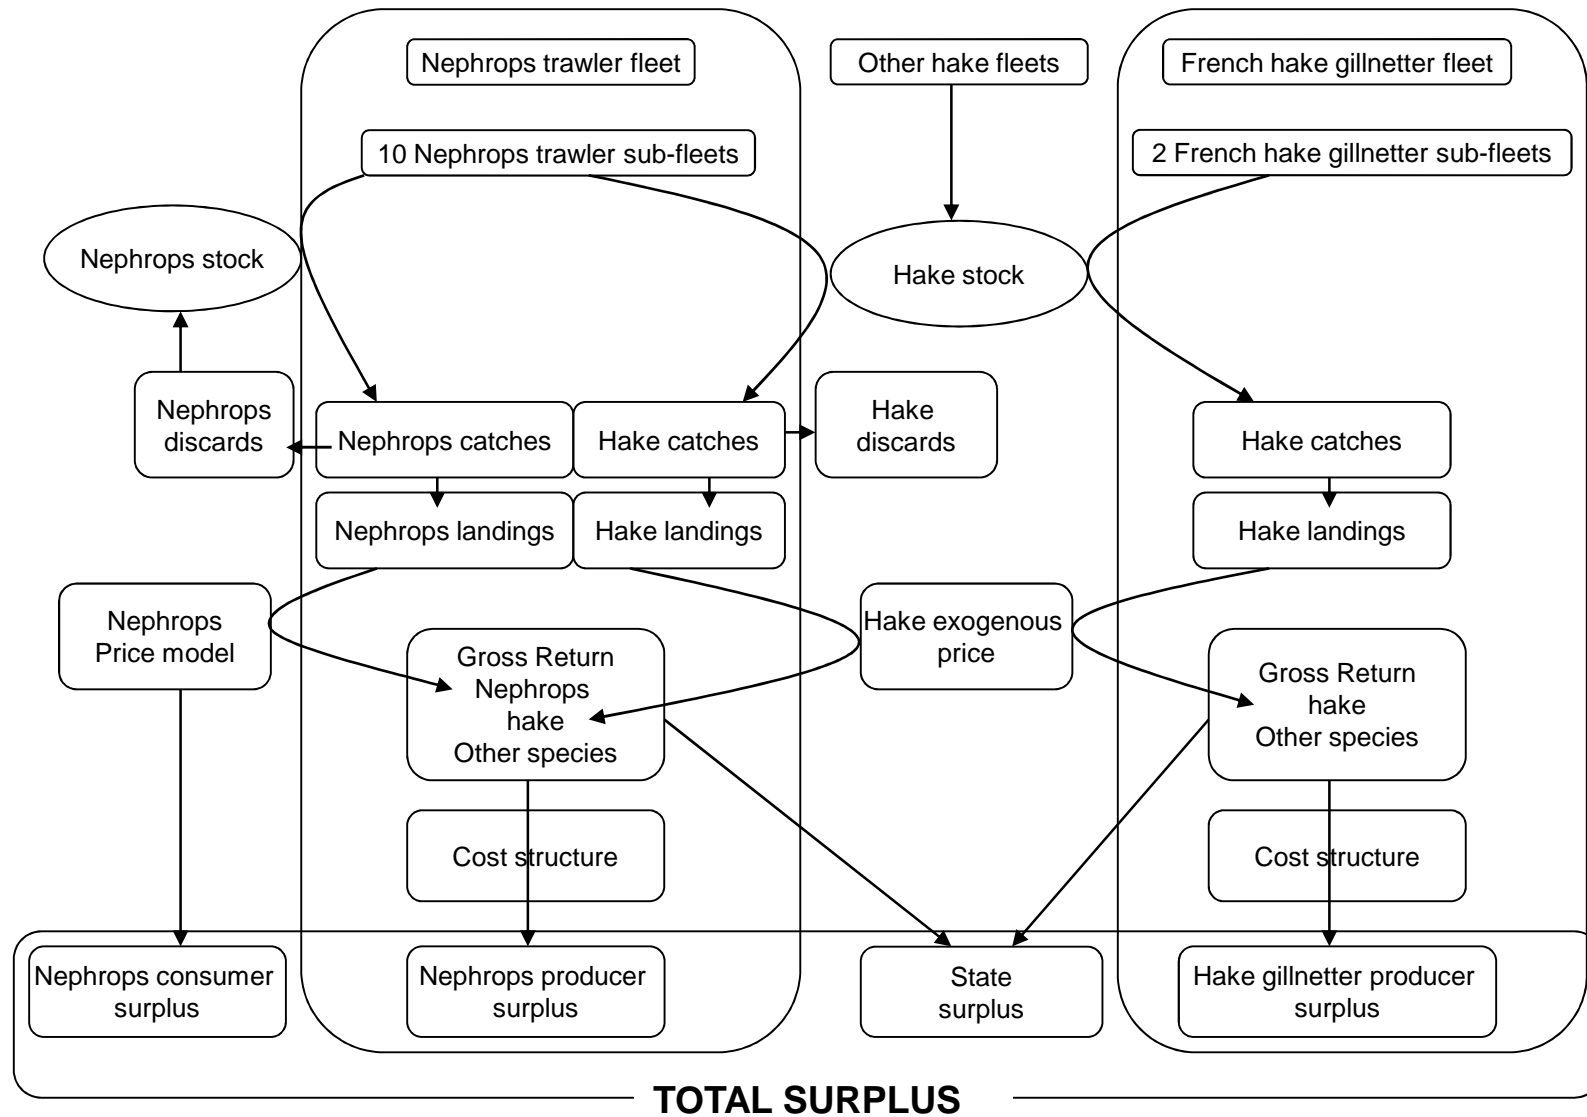 Nephrops trawler fleet
Other hake fleets
French hake gillnetter fleet
10 Nephrops trawler sub-fleets
2 French hake gillnetter sub-fleets
Nephrops stock
Hake stock
Nephrops
discards
Nephrops catches
Hake catches
Hake
discards
Hake catches
Nephrops landings
Hake landings
Hake landings
Nephrops
Price model
Hake exogenous
price
Gross Return
Nephrops
hake
Other species
Gross Return
hake
Other species
Cost structure
Cost structure
Nephrops consumer
surplus
Nephrops producer
surplus
State
surplus
Hake gillnetter producer
surplus
TOTAL SURPLUS